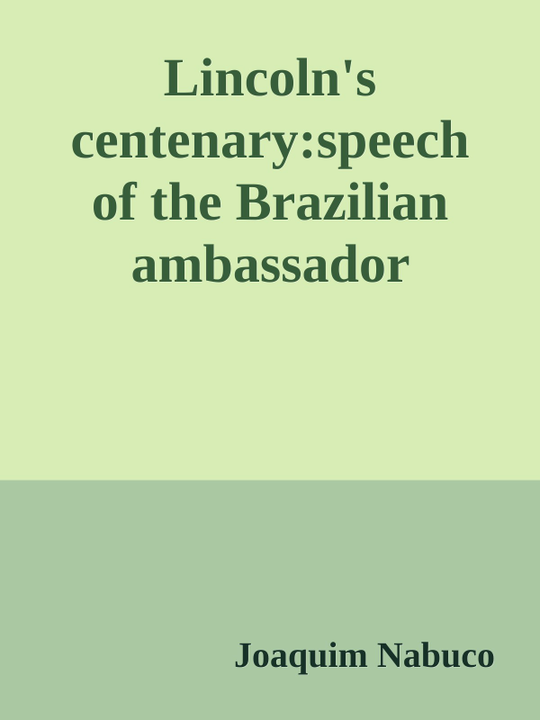 Lincoln's
centenary:speech
of the Brazilian
ambassador
Joaquim Nabuco